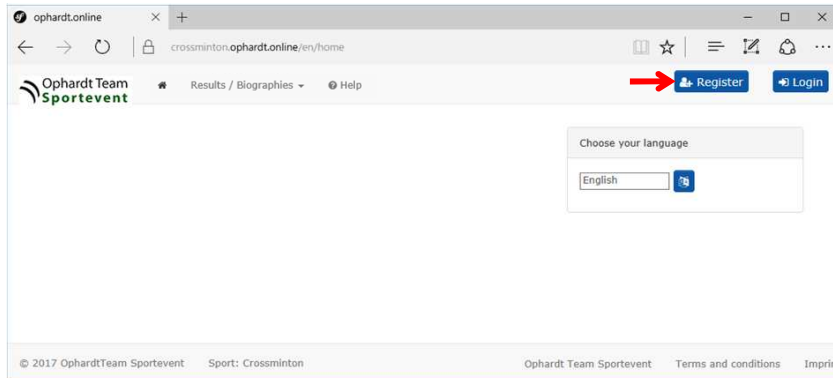 ophardt.online
crossminton.ophardt.online/en/home
Ophardt Team
Sportevent
Results / Biographies
Help
Register
Login
Choose your language
English
© 2017 OphardtTeam Sportevent Sport: Crossminton Ophardt Team Sportevent Terms and conditions Imprin